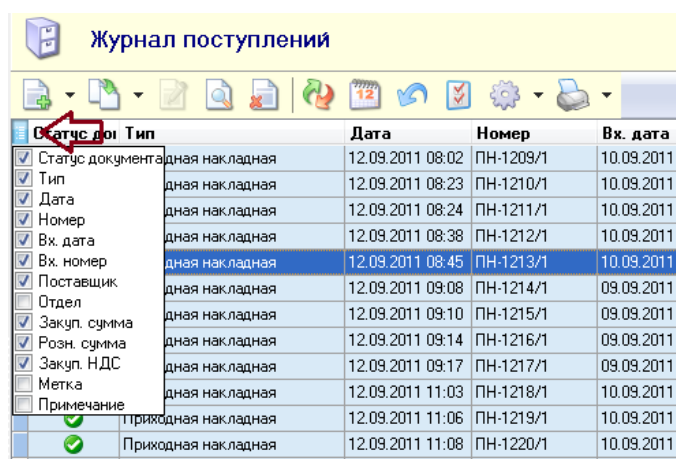 Журнал поступлений
12
Статус до Тип Дата Номер Вх. дата
Статус документа дная накладная 12.09.2011 08:02 ПН-1209/1 10.09.2011
Тип дная накладная 12.09.2011 08:23 ПН-1210/1 10.09.2011
Дата дная накладная 12.09.2011 08:24 ПН-1211/1 10.09.2011
Номер
Вх. дата дная накладная 12.09.2011 08:38 ПН-1212/1 10.09.2011
Вх. номер дная накладная 12.09.2011 08:45 ПН-1213/1 10.09.2011
Поставщик дная накладная 12.09.2011 09:08 ПН-1214/1 09.09.2011
Отдел
Закуп. сумма дная накладная 12.09.2011 09:10 ПН-1215/1 09.09.2011
Розн. сумма дная накладная 12.09.2011 09:14 ПН-1216/1 09.09.2011
Закуп. НДС дная накладная 12.09.2011 09:17 ПН-1217/1 09.09.2011
Метка дная накладная 12.09.2011 11:03 ПН-1218/1 10.09.2011
Примечание
Приходная накладная 12.09.2011 11:06 ПН-1219/1 10.09.2011
Приходная накладная 12.09.2011 11:08 ПН-1220/1 10.09.2011